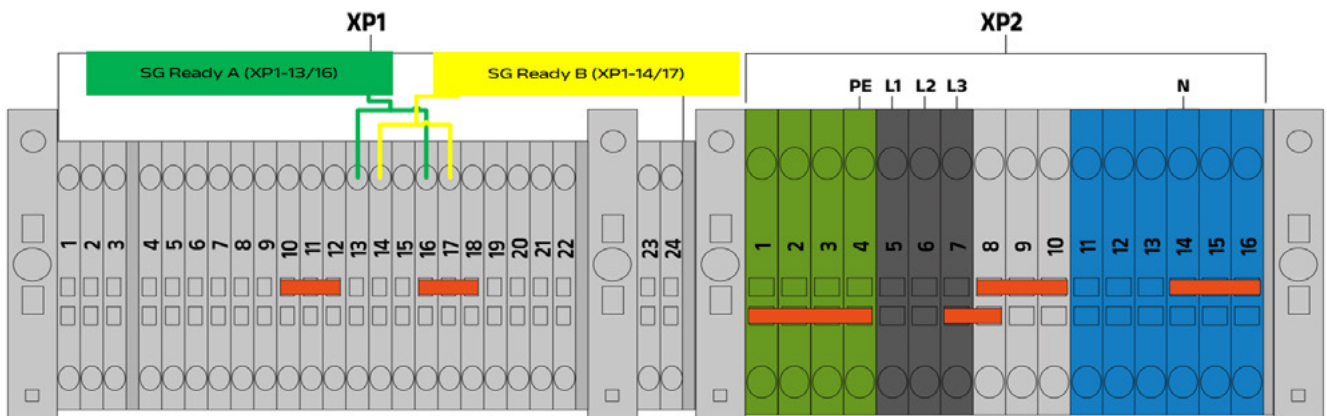 XP1
XP2
SG Ready A (XP1-13/16)
SG Ready B (XP1-14/17)
PE L1 L2 L3 N
1 2 3 4 5 6 7 8 9 10 11 12 13 14 15 16 17 18 19 20 21 22 23 24
1 2 3 4 5 6 7 8 9 10 11 12 13 14 15 16